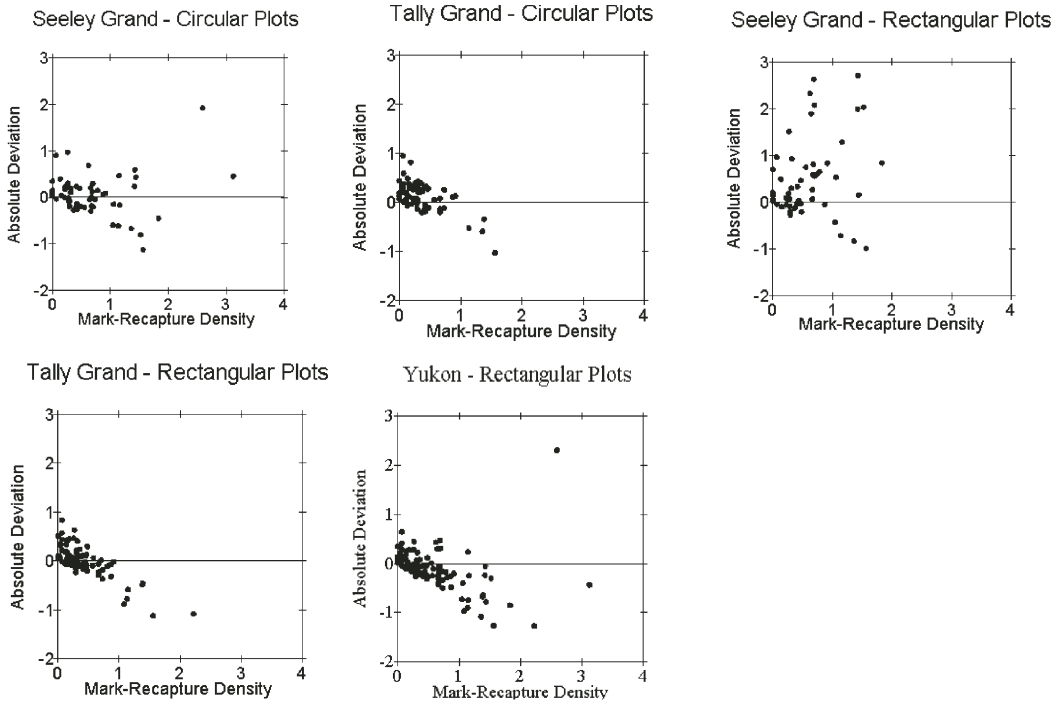 Seeley Grand - Circular Plots
3
2
1
0
-1
-2
Absolute Deviation
0 1 2 3 4
Mark-Recapture Density
Tally Grand - Circular Plots
3
2
1
0
-1
-2
Absolute Deviation
0 1 2 3 4
Mark-Recapture Density
Seeley Grand - Rectangular Plots
3
2
1
0
-1
-2
Absolute Deviation
0 1 2 3 4
Mark-Recapture Density
Tally Grand - Rectangular Plots
3
2
1
0
-1
-2
Absolute Deviation
0 1 2 3 4
Mark-Recapture Density
Yukon - Rectangular Plots
3
2
1
0
-1
-2
Absolute Deviation
0 1 2 3 4
Mark-Recapture Density